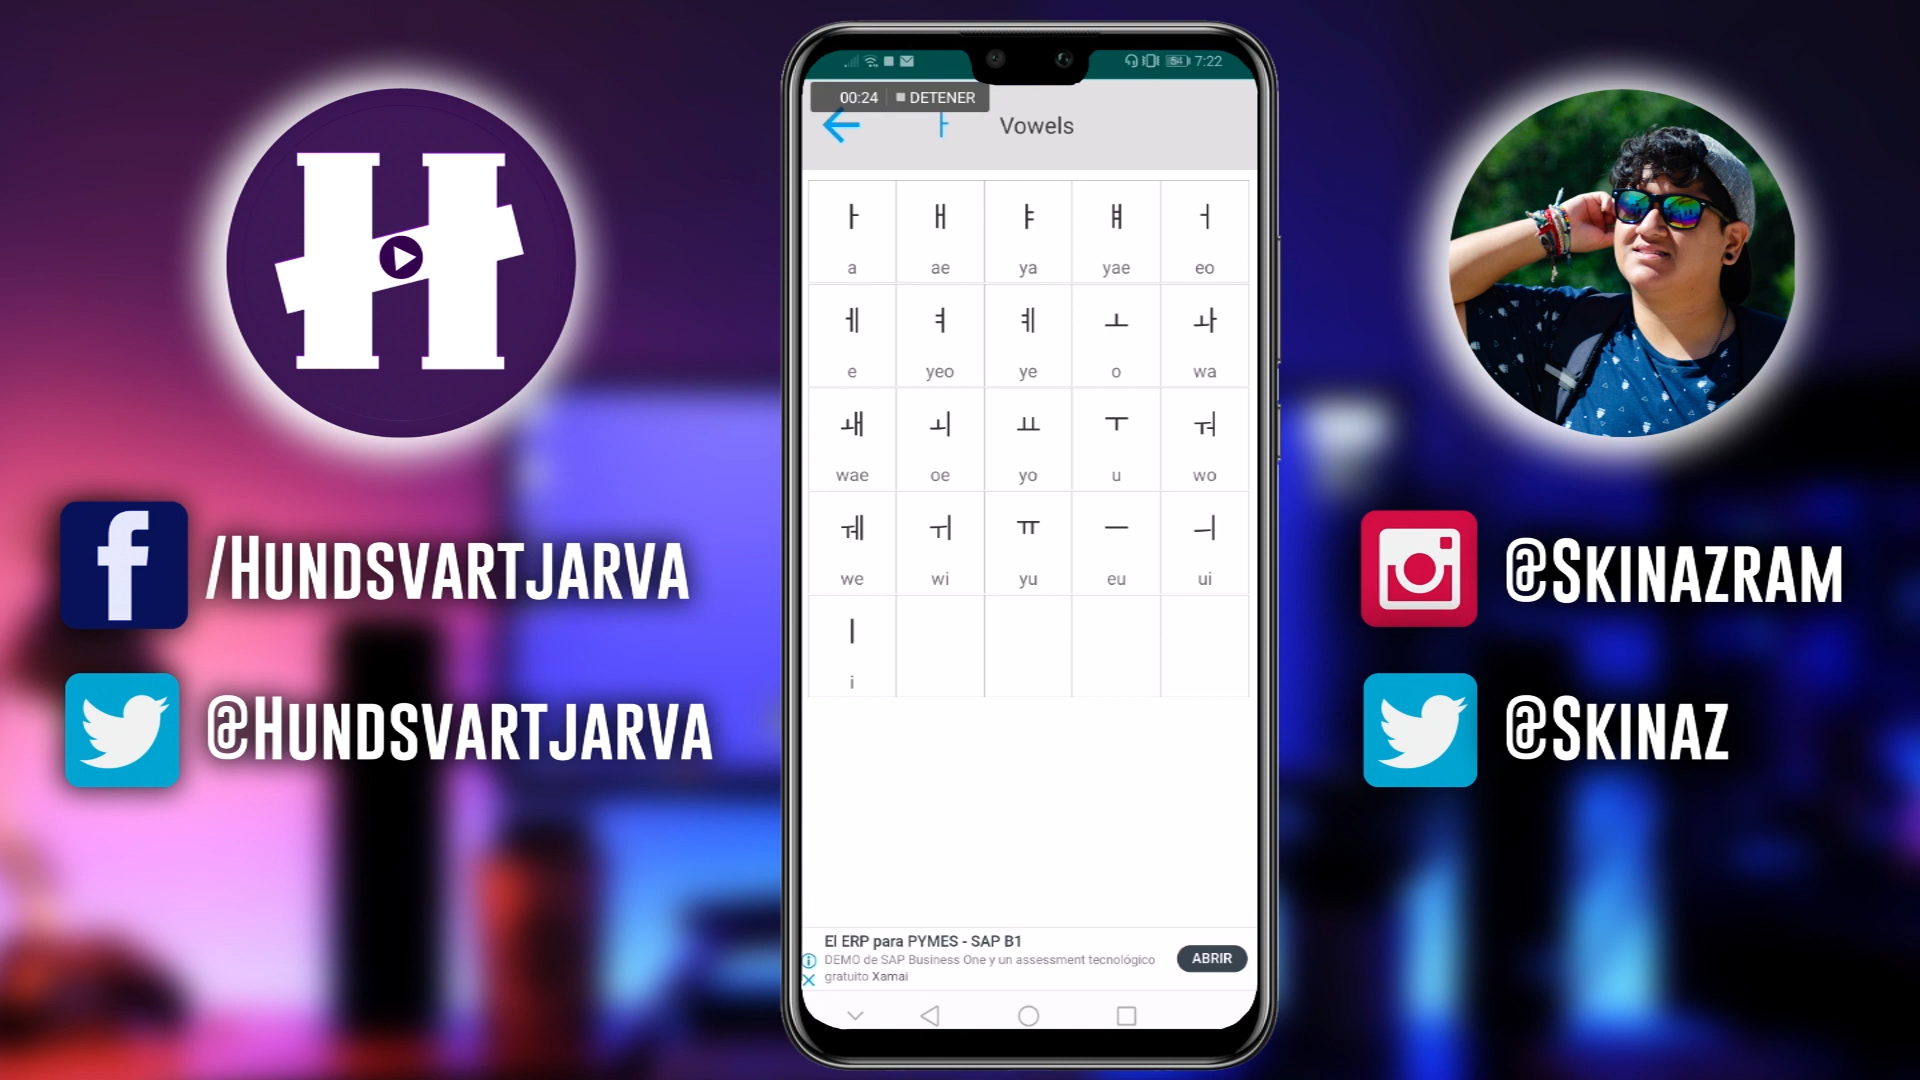 H
/HUNDSVARTJARVA
@HUNDSVARTJARVA
54 7:22
00:24 DETENER
ㅏ Vowels
ㅏ ㅐ ㅑ ㅒ ㅓ
a ae ya yae eo
ㅔ ㅕ ㅖ ㅗ ㅘ
e yeo ye o wa
ㅙ ㅚ ㅛ ㅜ ㅝ
wae oe yo u wo
ㅞ ㅟ ㅠ ㅡ ㅢ
we wi yu eu ui
ㅣ
i
El ERP para PYMES - SAP B1
DEMO de SAP Business One y un assessment tecnológico
gratuito Xamai
ABRIR
@SKINAZRAM
@SKINAZ